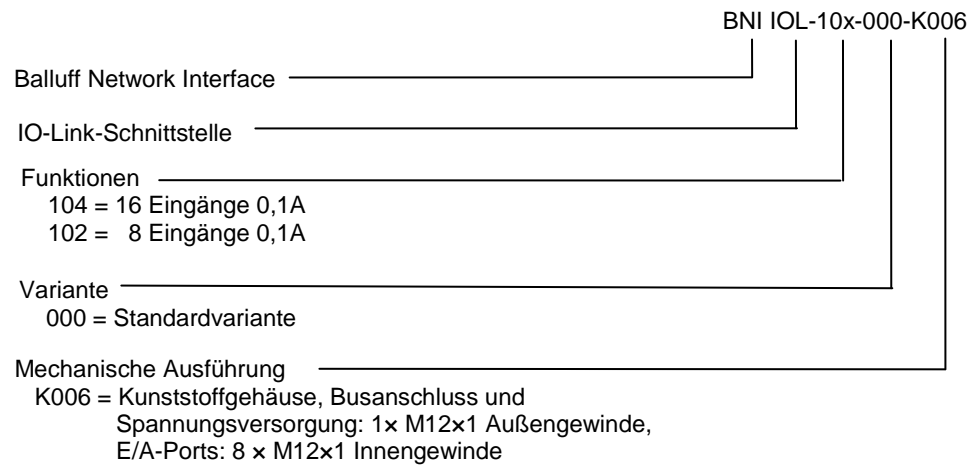 BNI IOL-10x-000-K006
Balluff Network Interface
IO-Link-Schnittstelle
Funktionen
104 = 16 Eingänge 0,1A
102 = 8 Eingänge 0,1A
Variante
000 = Standardvariante
Mechanische Ausführung
K006 = Kunststoffgehäuse, Busanschluss und
Spannungsversorgung: 1× M12×1 Außengewinde,
E/A-Ports: 8 × M12×1 Innengewinde